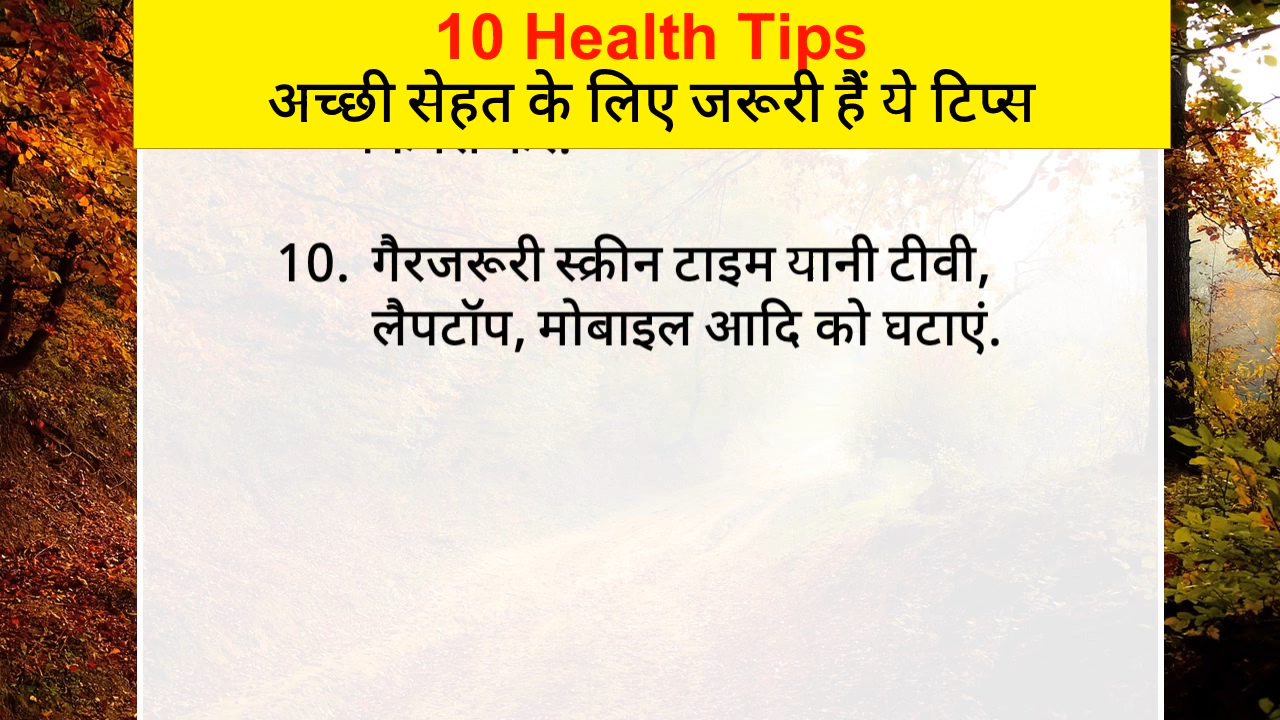 10 Health Tips
अच्छी सेहत के लिए जरूरी हैं ये टिप्स
10. गैरजरूरी स्क्रीन टाइम यानी टीवी,
लैपटॉप, मोबाइल आदि को घटाएं.